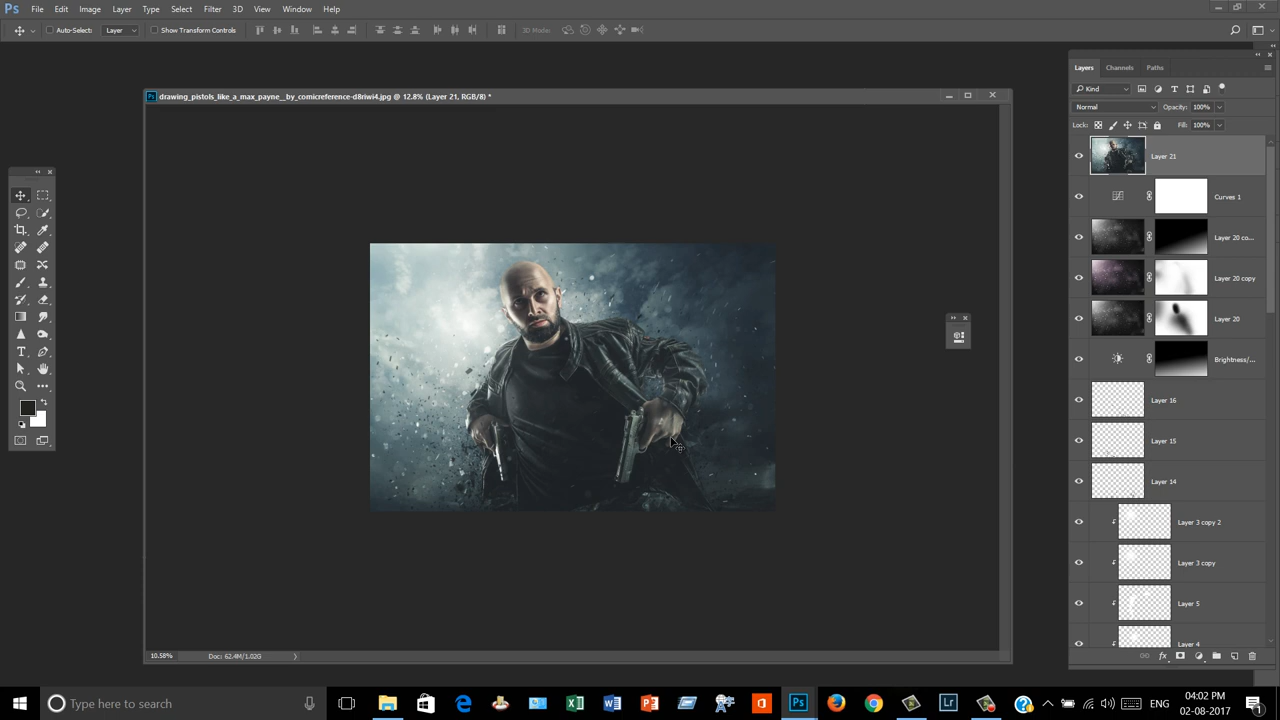 Ps File Edit Image Layer Type Select Filter 3D View Window Help
Auto-Select: Layer Show Transform Controls 3D Mode:
drawing_pistols_like_a_max_payne__by_comicreference-d8riwi4.jpg @ 12.8% (Layer 21, RGB/8) *
Layers Channels Paths
Kind
Normal Opacity: 100%
Lock: Fill: 100%
Layer 21
Curves 1
Layer 20 co...
Layer 20 copy
Layer 20
Brightness/...
Layer 16
Layer 15
Layer 14
Layer 3 copy 2
Layer 3 copy
Layer 5
Layer 4
10.58% Doc: 62.4M/1.02G
Type here to search
ENG
04:02 PM
02-08-2017